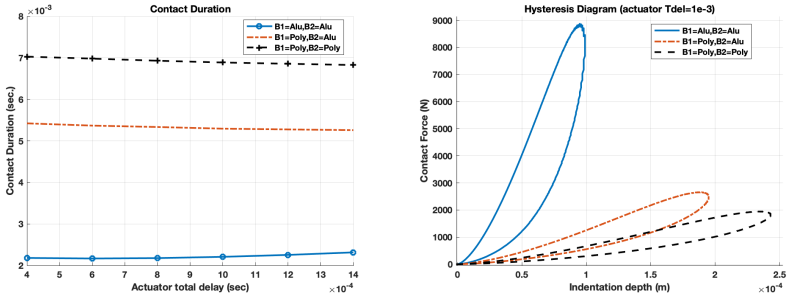 Contact Duration
×10⁻³
8
7
6
5
4
3
2
4 5 6 7 8 9 10 11 12 13 14
×10⁻⁴
Actuator total delay (sec)
Contact Duration (sec.)
B1=Alu,B2=Alu
B1=Poly,B2=Alu
B1=Poly,B2=Poly
Hysteresis Diagram (actuator Tdel=1e-3)
9000
8000
7000
6000
5000
4000
3000
2000
1000
0
0 0.5 1 1.5 2 2.5
×10⁻⁴
Indentation depth (m)
Contact Force (N)
B1=Alu,B2=Alu
B1=Poly,B2=Alu
B1=Poly,B2=Poly